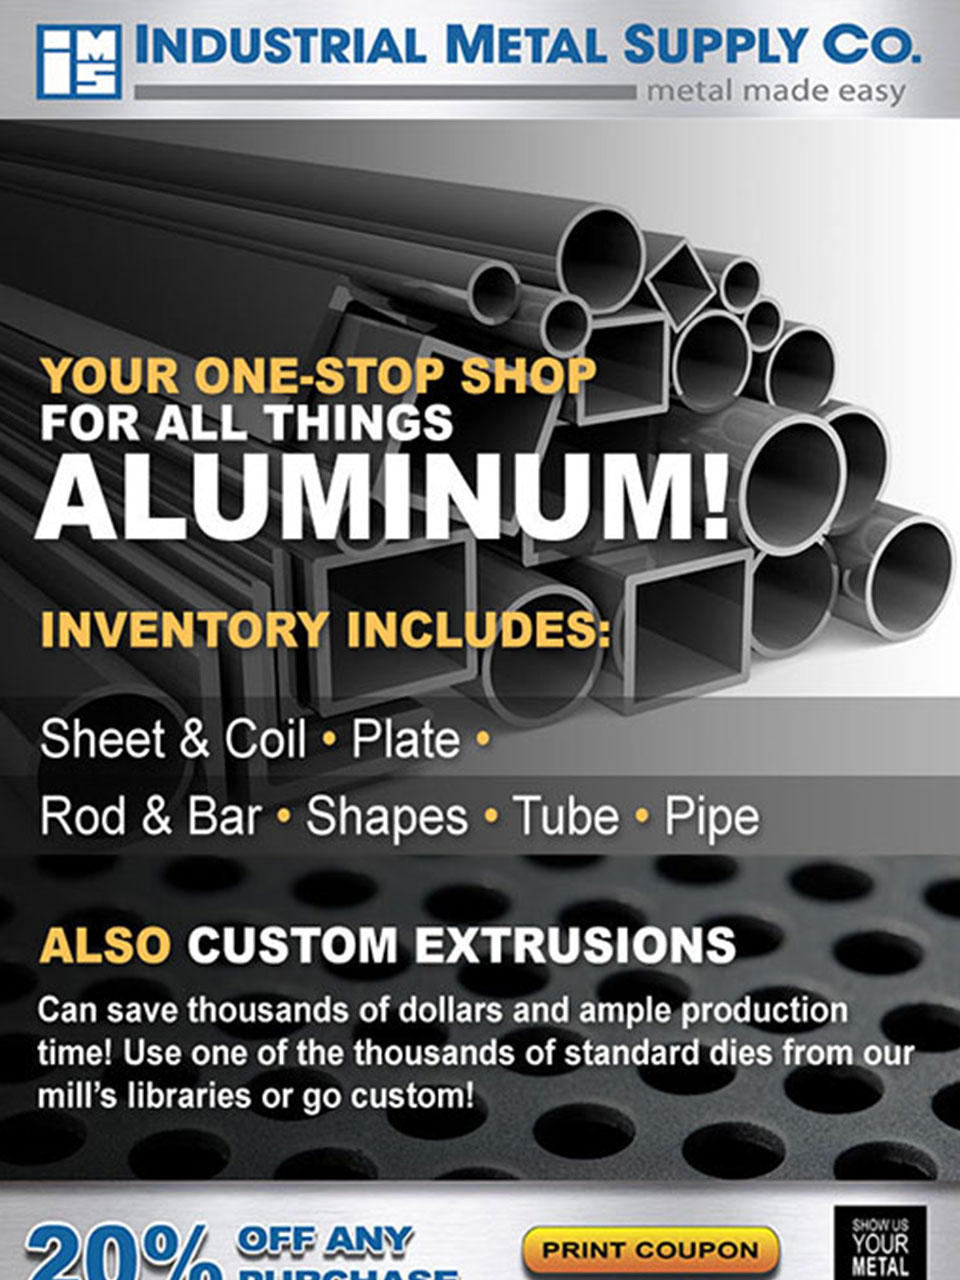 IMS
INDUSTRIAL METAL SUPPLY CO.
metal made easy
YOUR ONE-STOP SHOP
FOR ALL THINGS
ALUMINUM!
INVENTORY INCLUDES:
Sheet & Coil • Plate •
Rod & Bar • Shapes • Tube • Pipe
ALSO CUSTOM EXTRUSIONS
Can save thousands of dollars and ample production
time! Use one of the thousands of standard dies from our
mill's libraries or go custom!
20% OFF ANY
PURCHASE
PRINT COUPON
SHOW US
YOUR
METAL